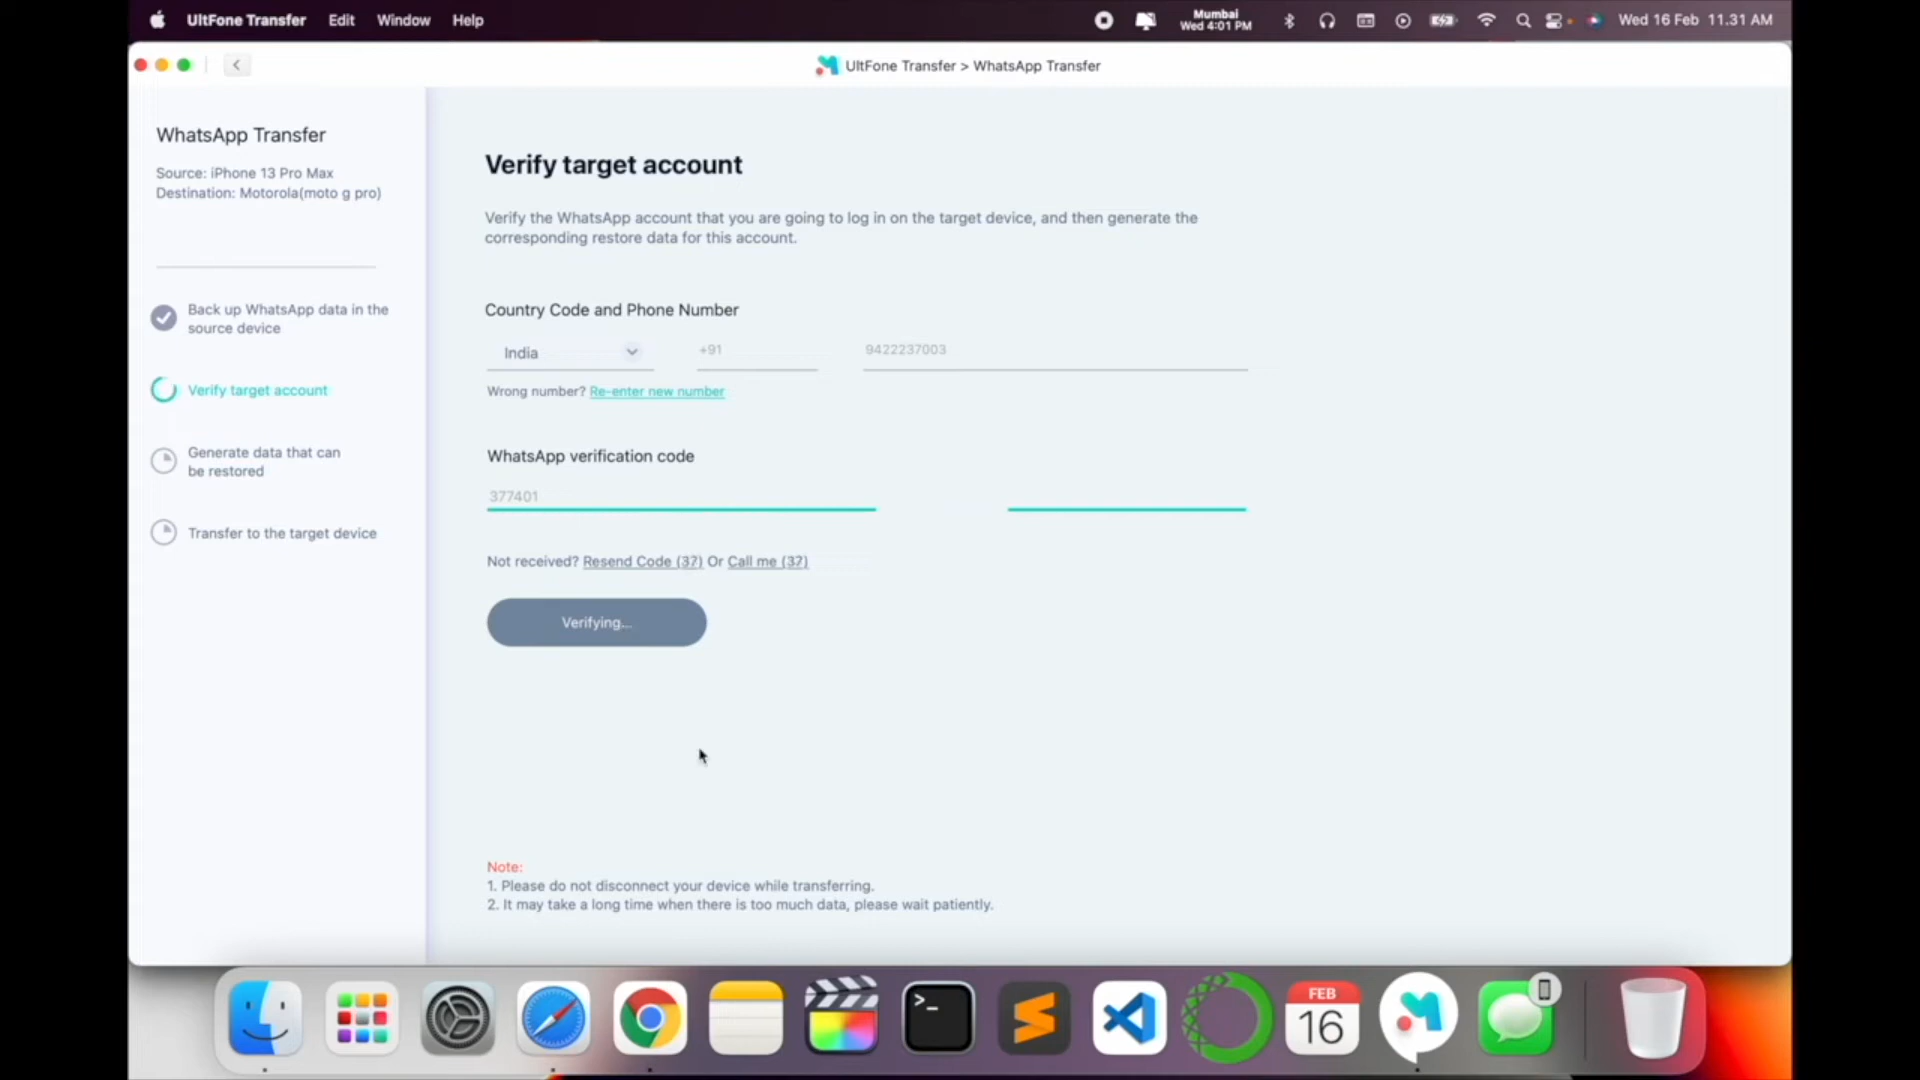 UltFone Transfer Edit Window Help
Mumbai
Wed 4:01 PM
Wed 16 Feb 11.31 AM
UltFone Transfer > WhatsApp Transfer
WhatsApp Transfer
Source: iPhone 13 Pro Max
Destination: Motorola(moto g pro)
Back up WhatsApp data in the
source device
Verify target account
Generate data that can
be restored
Transfer to the target device
Verify target account
Verify the WhatsApp account that you are going to log in on the target device, and then generate the
corresponding restore data for this account.
Country Code and Phone Number
India +91 9422237003
Wrong number? Re-enter new number
WhatsApp verification code
377401
Not received? Resend Code (37) Or Call me (37)
Verifying...
Note:
1. Please do not disconnect your device while transferring.
2. It may take a long time when there is too much data, please wait patiently.
>_
FEB
16